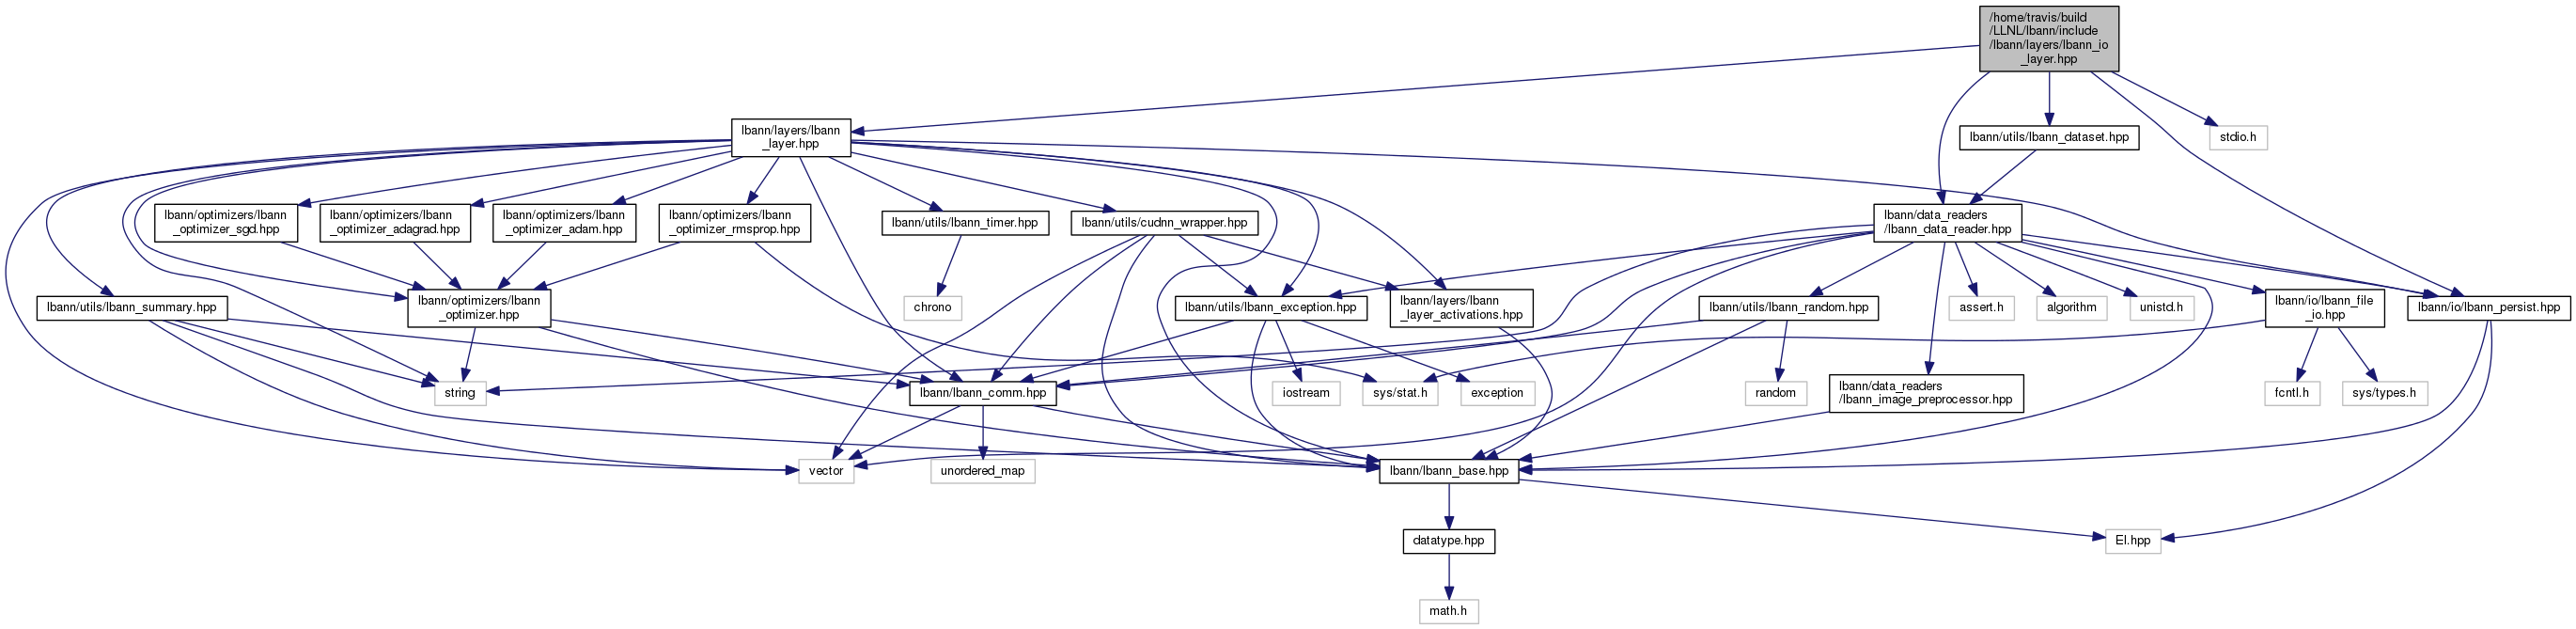 /home/travis/build
/LLNL/lbann/include
/lbann/layers/lbann_io
_layer.hpp
lbann/layers/lbann
_layer.hpp
lbann/utils/lbann_dataset.hpp
stdio.h
lbann/optimizers/lbann
_optimizer_sgd.hpp
lbann/optimizers/lbann
_optimizer_adagrad.hpp
lbann/optimizers/lbann
_optimizer_adam.hpp
lbann/optimizers/lbann
_optimizer_rmsprop.hpp
lbann/utils/lbann_timer.hpp
lbann/utils/cudnn_wrapper.hpp
lbann/data_readers
/lbann_data_reader.hpp
lbann/utils/lbann_summary.hpp
lbann/optimizers/lbann
_optimizer.hpp
chrono
lbann/utils/lbann_exception.hpp
lbann/layers/lbann
_layer_activations.hpp
lbann/utils/lbann_random.hpp
assert.h
algorithm
unistd.h
lbann/io/lbann_file
_io.hpp
lbann/io/lbann_persist.hpp
string
lbann/lbann_comm.hpp
iostream
sys/stat.h
exception
random
lbann/data_readers
/lbann_image_preprocessor.hpp
fcntl.h
sys/types.h
vector
unordered_map
lbann/lbann_base.hpp
datatype.hpp
El.hpp
math.h